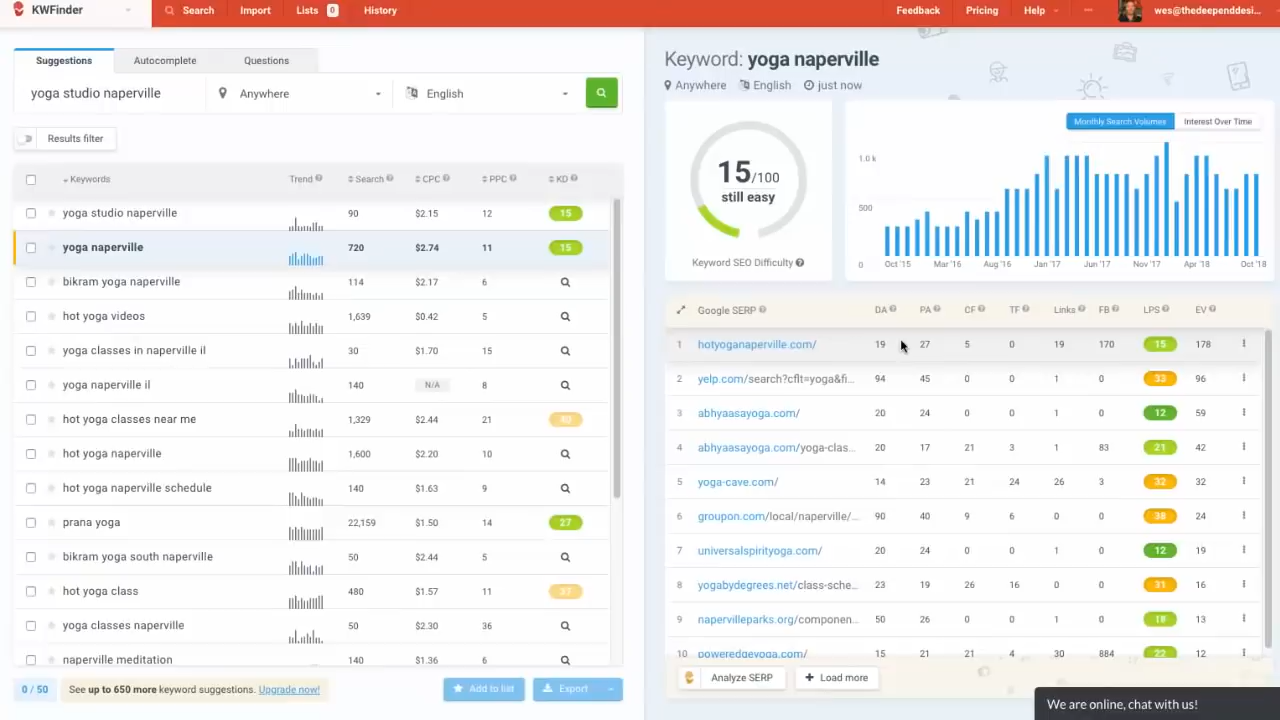 KWFinder
Search Import Lists 0 History
Feedback Pricing Help wes@thedeependdesi...
Suggestions Autocomplete Questions
yoga studio naperville Anywhere English
Results filter
Keywords Trend Search CPC PPC KD
yoga studio naperville 90 $2.15 12 15
yoga naperville 720 $2.74 11 15
bikram yoga naperville 114 $2.17 6
hot yoga videos 1,639 $0.42 5
yoga classes in naperville il 30 $1.70 15
yoga naperville il 140 N/A 8
hot yoga classes near me 1,329 $2.44 21 40
hot yoga naperville 1,600 $2.20 10
hot yoga naperville schedule 140 $1.63 9
prana yoga 22,159 $1.50 14 27
bikram yoga south naperville 50 $2.44 5
hot yoga class 480 $1.57 11 37
yoga classes naperville 50 $2.30 36
naperville meditation 140 $1.36 6
0 / 50 See up to 650 more keyword suggestions. Upgrade now! Add to list Export
Keyword: yoga naperville
Anywhere English just now
15/100
still easy
Keyword SEO Difficulty
Monthly Search Volumes Interest Over Time
1.0 k
500
0
Oct '15 Mar '16 Aug '16 Jan '17 Jun '17 Nov '17 Apr '18 Oct '18
Google SERP DA PA CF TF Links FB LPS EV
1 hotyoganaperville.com/ 19 27 5 0 19 170 15 178
2 yelp.com/search?cflt=yoga&fi... 94 45 0 0 1 0 33 96
3 abhyaasayoga.com/ 20 24 0 0 1 0 12 59
4 abhyaasayoga.com/yoga-clas... 20 17 21 3 1 83 21 42
5 yoga-cave.com/ 14 23 21 24 26 3 32 32
6 groupon.com/local/naperville/... 90 40 9 6 0 0 38 24
7 universalspirityoga.com/ 20 24 0 0 1 0 12 19
8 yogabydegrees.net/class-sche... 23 19 26 16 0 0 31 16
9 napervilleparks.org/componen... 50 26 0 0 1 0 18 13
10 poweredgeyoga.com/ 15 21 21 4 30 884 22 12
Analyze SERP Load more
We are online, chat with us!